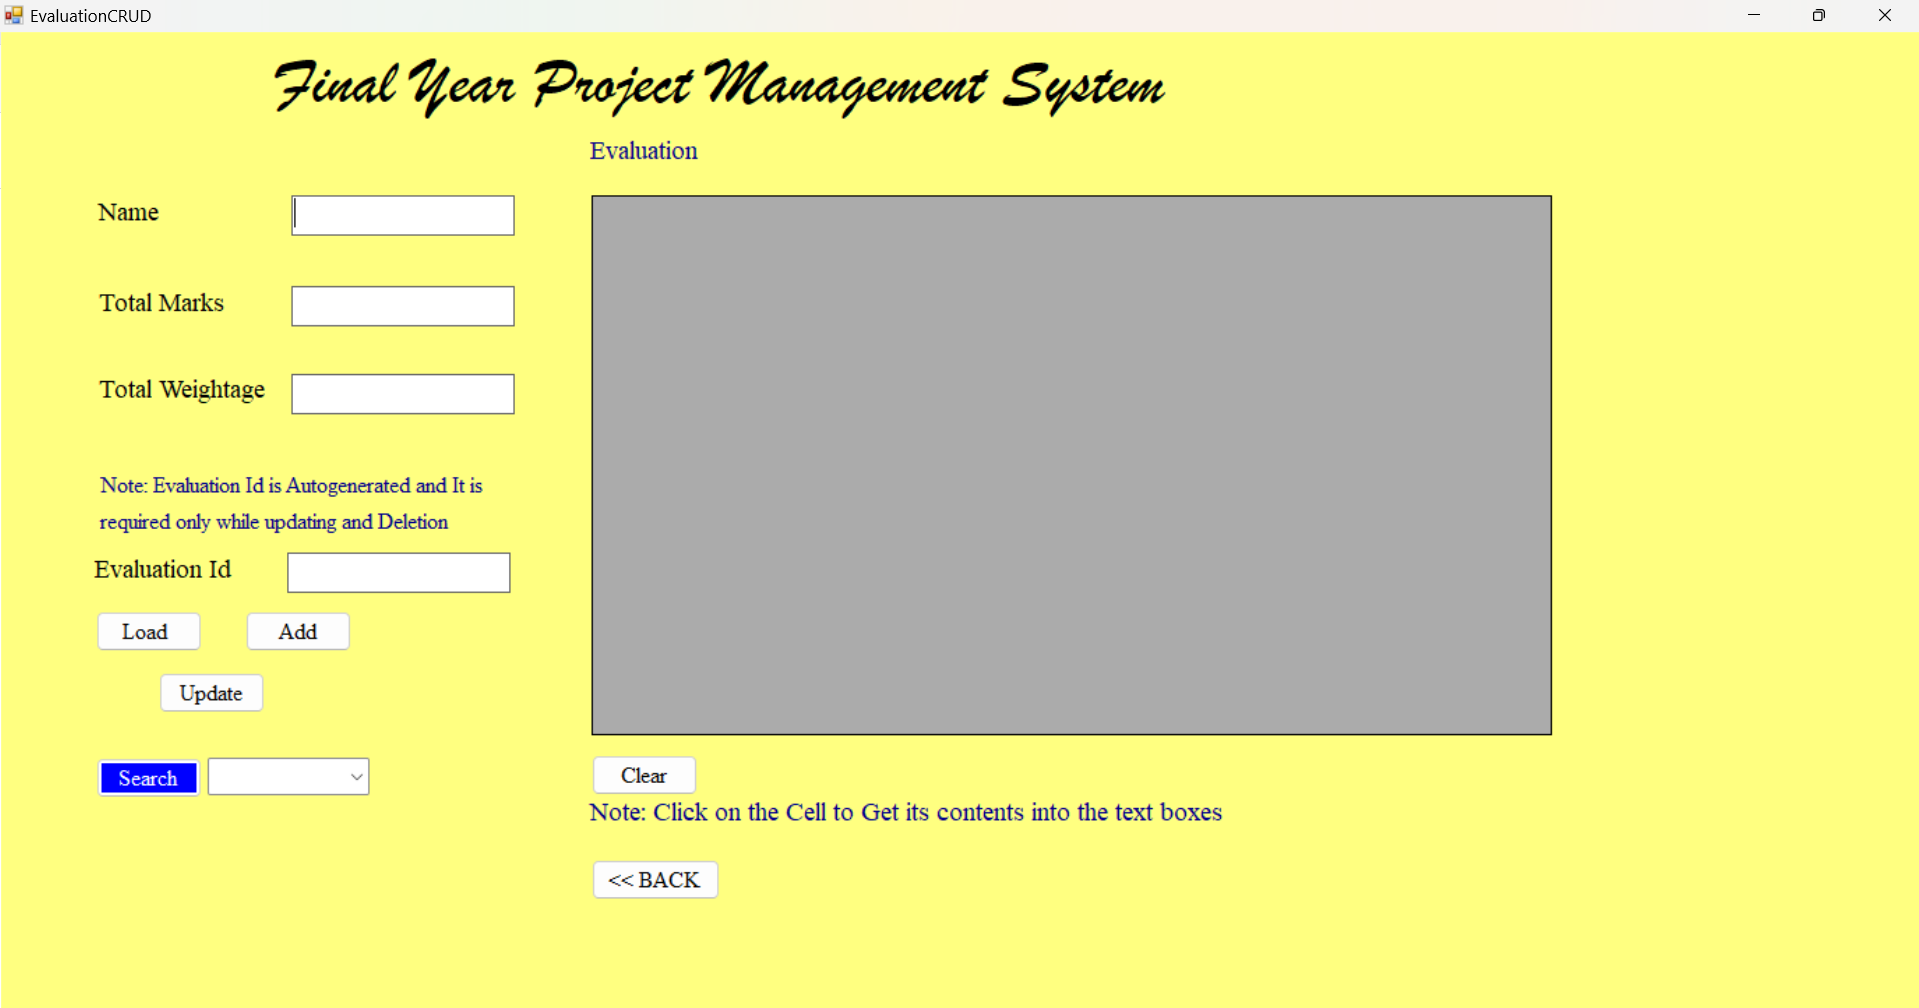 EvaluationCRUD
Final Year Project Management System
Evaluation
Name
Total Marks
Total Weightage
Note: Evaluation Id is Autogenerated and It is
required only while updating and Deletion
Evaluation Id
Load
Add
Update
Search
Clear
Note: Click on the Cell to Get its contents into the text boxes
<< BACK